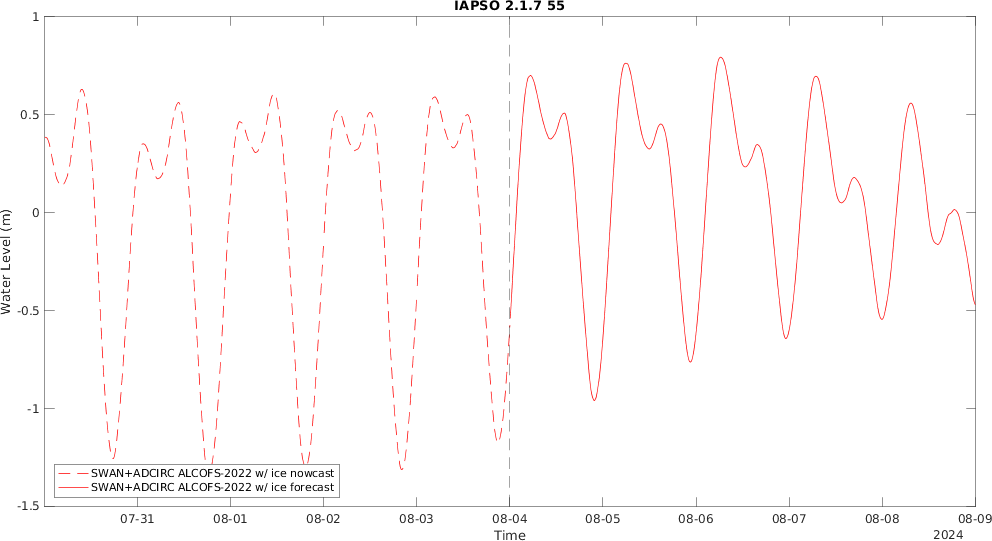 IAPSO 2.1.7 55
Water Level (m)
1
0.5
0
-0.5
-1
-1.5
SWAN+ADCIRC ALCOFS-2022 w/ ice nowcast
SWAN+ADCIRC ALCOFS-2022 w/ ice forecast
07-31 08-01 08-02 08-03 08-04 08-05 08-06 08-07 08-08 08-09
Time
2024